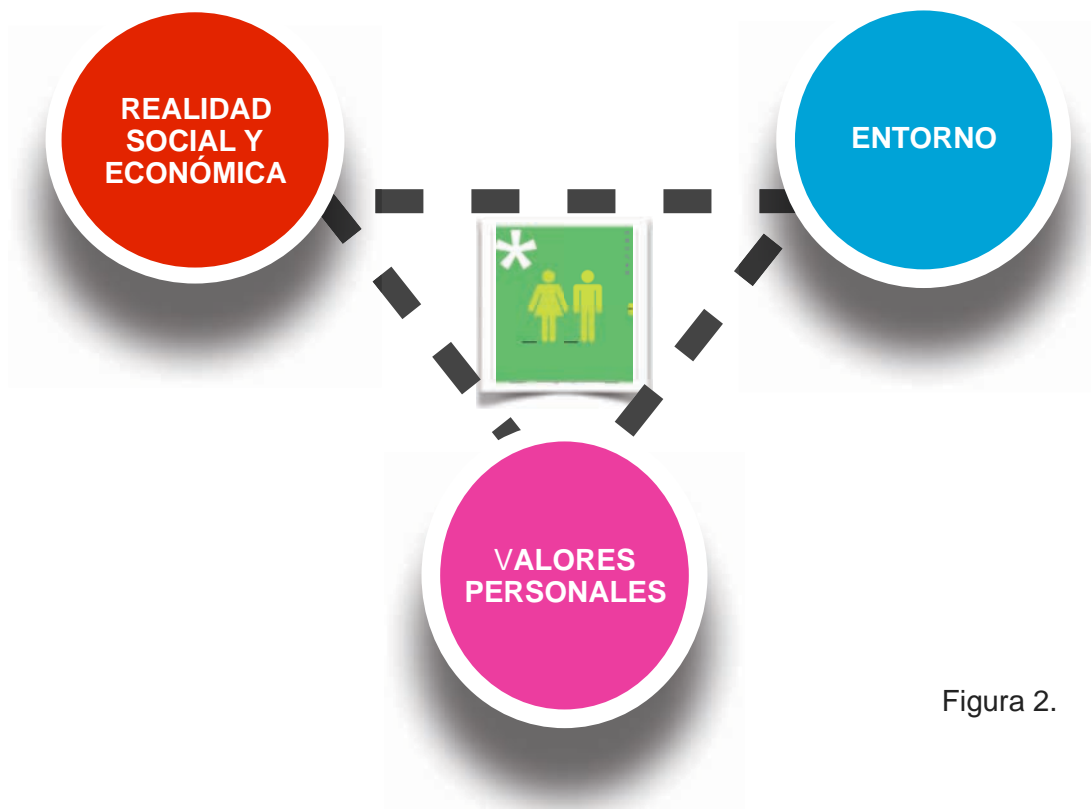 REALIDAD
SOCIAL Y
ECONÓMICA
ENTORNO
VALORES
PERSONALES
Figura 2.